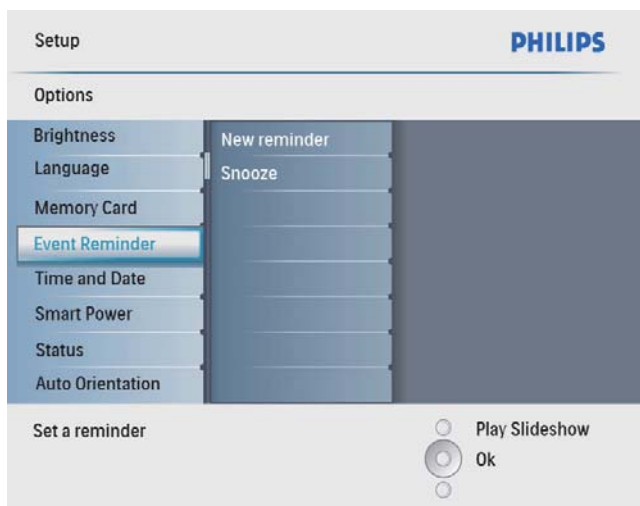 Setup
PHILIPS
Options
Brightness
Language
Memory Card
Event Reminder
Time and Date
Smart Power
Status
Auto Orientation
New reminder
Snooze
Set a reminder
Play Slideshow
Ok